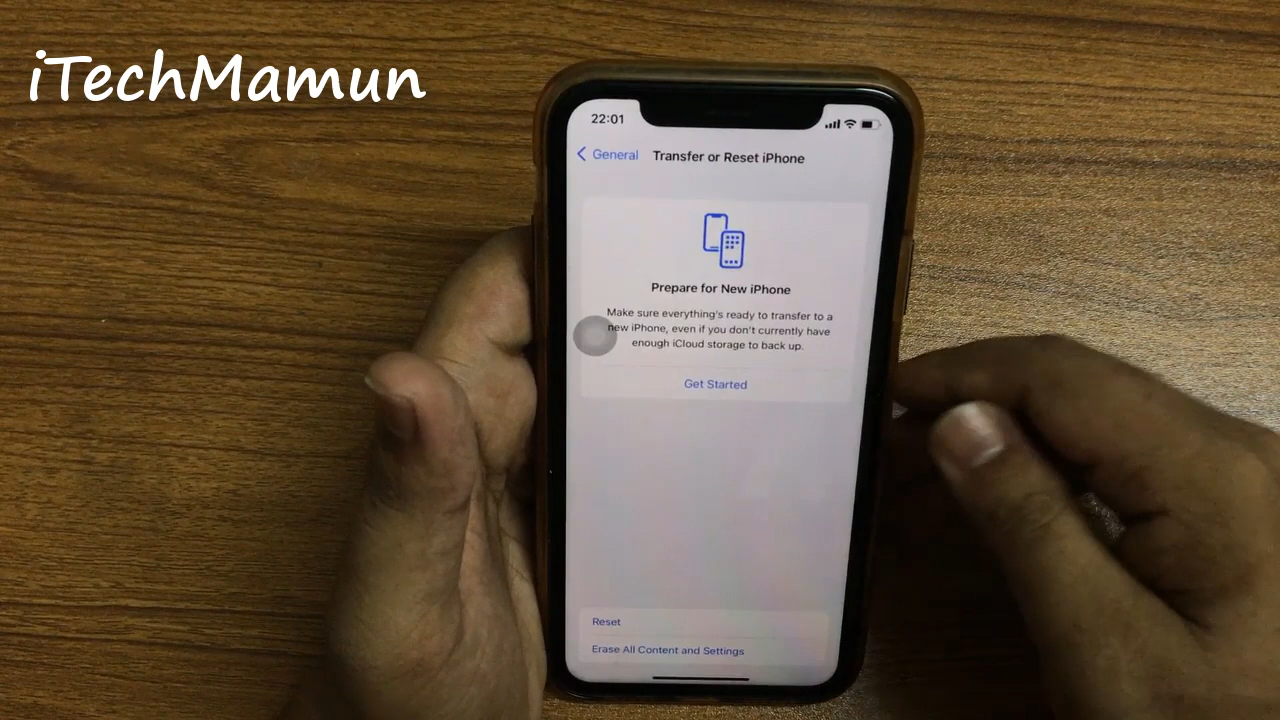 iTechMamun
22:01
General
Transfer or Reset iPhone
Prepare for New iPhone
Make sure everything's ready to transfer to a
new iPhone, even if you don't currently have
enough iCloud storage to back up.
Get Started
Reset
Erase All Content and Settings